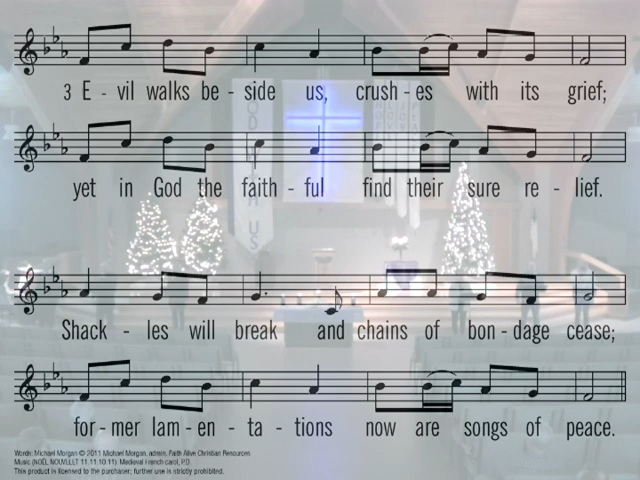 3 E - vil walks be - side us, crush - es with its grief;
yet in God the faith - ful find their sure re - lief.
Shack - les will break and chains of bon - dage cease;
for - mer lam - en - ta - tions now are songs of peace.
Words: Michael Morgan © 2011 Michael Morgan, admin. Faith Alive Christian Resources
Music (NOËL NOUVELET 11.11.10.11): Medieval French carol, P.D.
This product is licensed to the purchaser; further use is strictly prohibited.